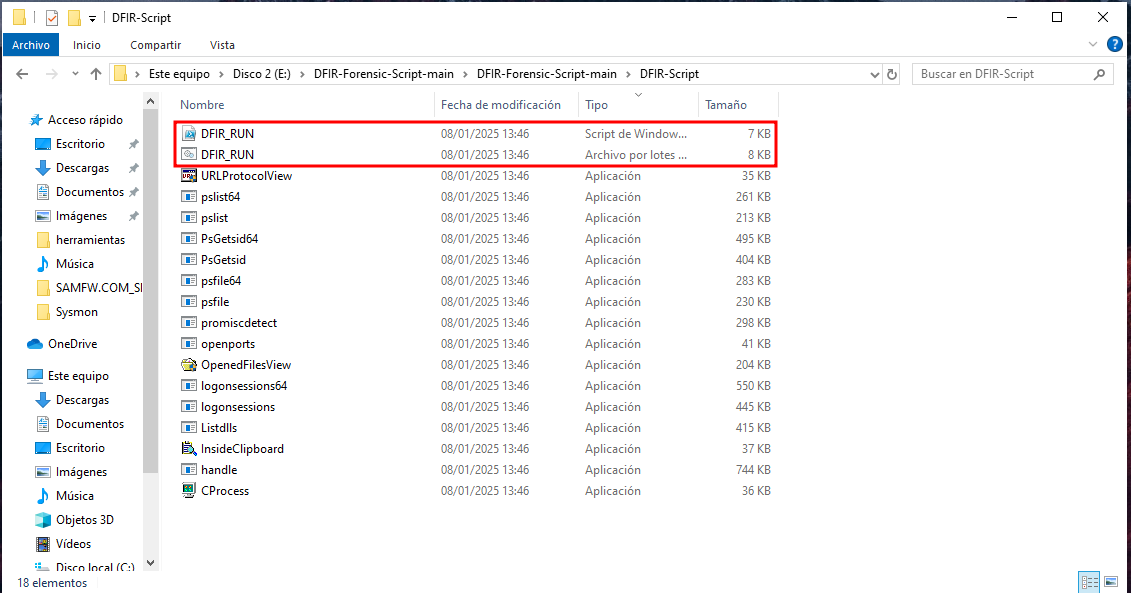 DFIR-Script
Archivo Inicio Compartir Vista
Este equipo Disco 2 (E:) DFIR-Forensic-Script-main DFIR-Forensic-Script-main DFIR-Script
Buscar en DFIR-Script
Acceso rápido
Escritorio
Descargas
Documentos
Imágenes
herramientas
Música
SAMFW.COM_S
Sysmon
OneDrive
Este equipo
Descargas
Documentos
Escritorio
Imágenes
Música
Objetos 3D
Vídeos
Disco local (C:)
Nombre Fecha de modificación Tipo Tamaño
DFIR_RUN 08/01/2025 13:46 Script de Window... 7 KB
DFIR_RUN 08/01/2025 13:46 Archivo por lotes ... 8 KB
URLProtocolView 08/01/2025 13:46 Aplicación 35 KB
pslist64 08/01/2025 13:46 Aplicación 261 KB
pslist 08/01/2025 13:46 Aplicación 213 KB
PsGetsid64 08/01/2025 13:46 Aplicación 495 KB
PsGetsid 08/01/2025 13:46 Aplicación 404 KB
psfile64 08/01/2025 13:46 Aplicación 283 KB
psfile 08/01/2025 13:46 Aplicación 230 KB
promiscdetect 08/01/2025 13:46 Aplicación 298 KB
openports 08/01/2025 13:46 Aplicación 41 KB
OpenedFilesView 08/01/2025 13:46 Aplicación 204 KB
logonsessions64 08/01/2025 13:46 Aplicación 550 KB
logonsessions 08/01/2025 13:46 Aplicación 445 KB
Listdlls 08/01/2025 13:46 Aplicación 415 KB
InsideClipboard 08/01/2025 13:46 Aplicación 37 KB
handle 08/01/2025 13:46 Aplicación 744 KB
CProcess 08/01/2025 13:46 Aplicación 36 KB
18 elementos